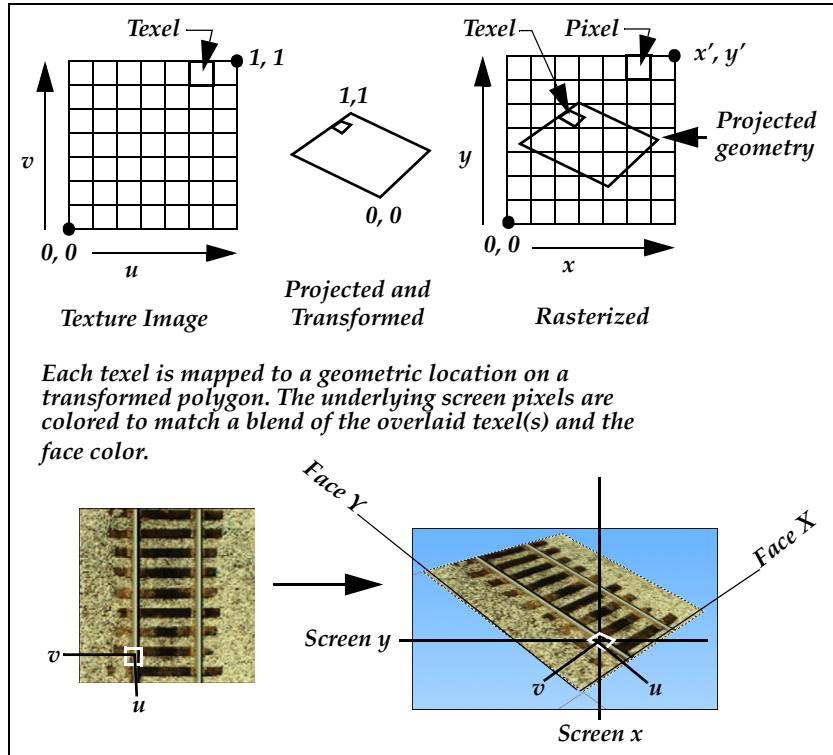 Texel
1, 1
v
0, 0
u
Texture Image
1,1
0, 0
Projected and
Transformed
Texel
Pixel
x', y'
Projected
geometry
y
0, 0
x
Rasterized
Each texel is mapped to a geometric location on a
transformed polygon. The underlying screen pixels are
colored to match a blend of the overlaid texel(s) and the
face color.
v
u
Face Y
Face X
Screen y
v
u
Screen x